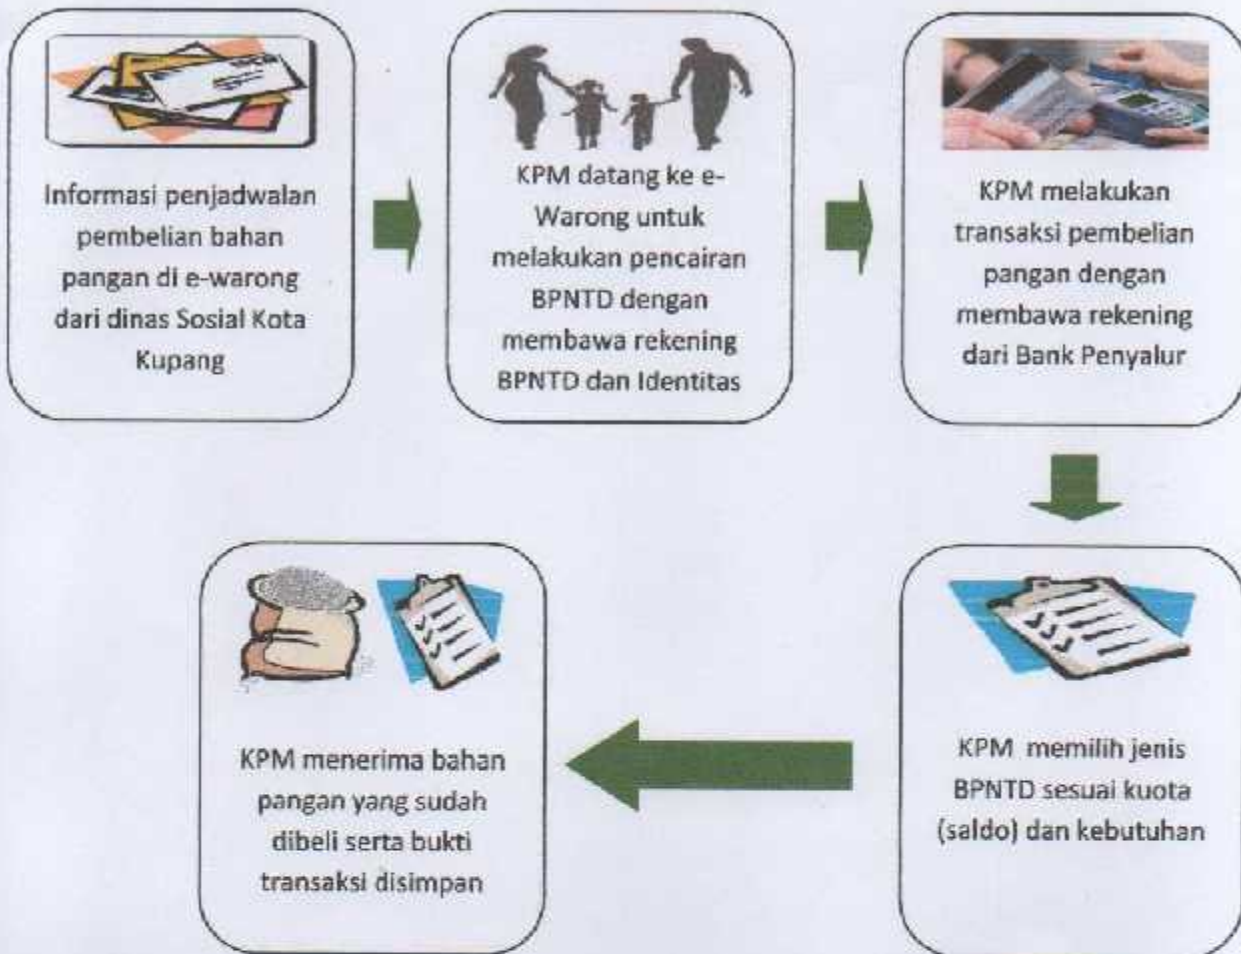 Informasi penjadwalan
pembelian bahan
pangan di e-warong
dari dinas Sosial Kota
Kupang
KPM datang ke e-
Warong untuk
melakukan pencairan
BPNTD dengan
membawa rekening
BPNTD dan Identitas
KPM melakukan
transaksi pembelian
pangan dengan
membawa rekening
dari Bank Penyalur
KPM memilih jenis
BPNTD sesuai kuota
(saldo) dan kebutuhan
KPM menerima bahan
pangan yang sudah
dibeli serta bukti
transaksi disimpan